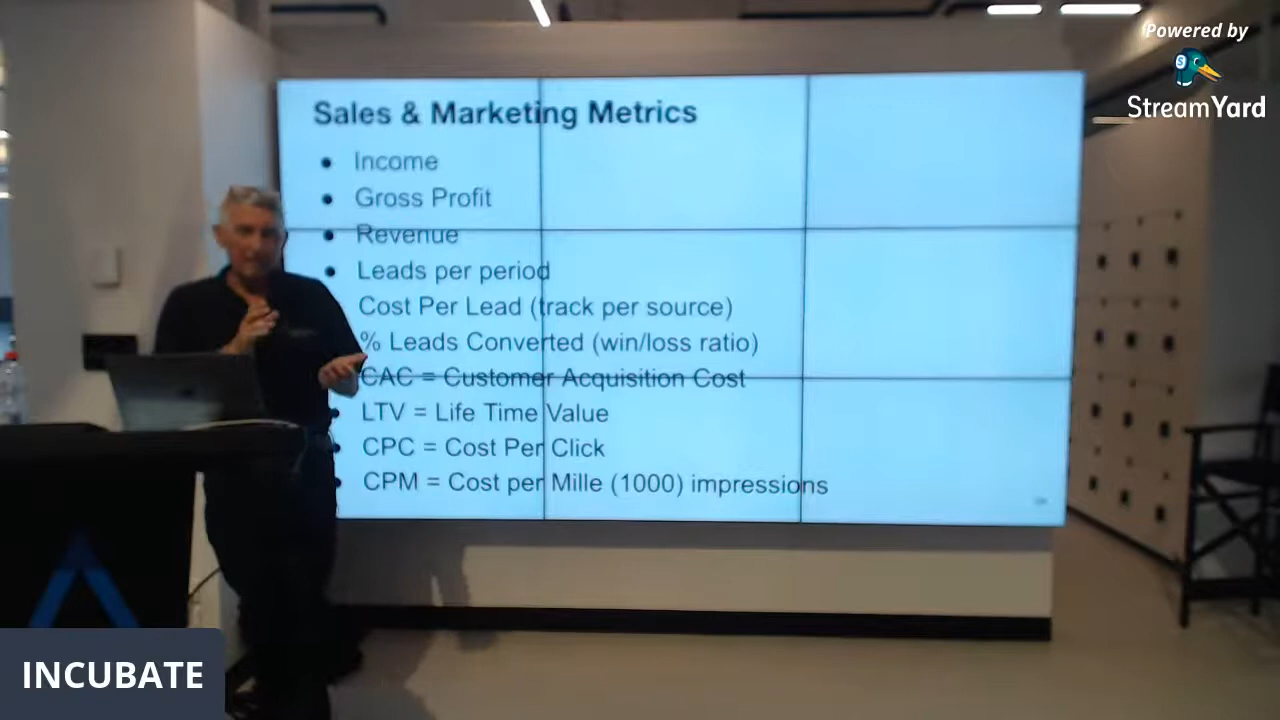 Powered by
StreamYard
Sales & Marketing Metrics
• Income
• Gross Profit
• Revenue
• Leads per period
Cost Per Lead (track per source)
% Leads Converted (win/loss ratio)
CAC = Customer Acquisition Cost
• LTV = Life Time Value
• CPC = Cost Per Click
• CPM = Cost per Mille (1000) impressions
INCUBATE